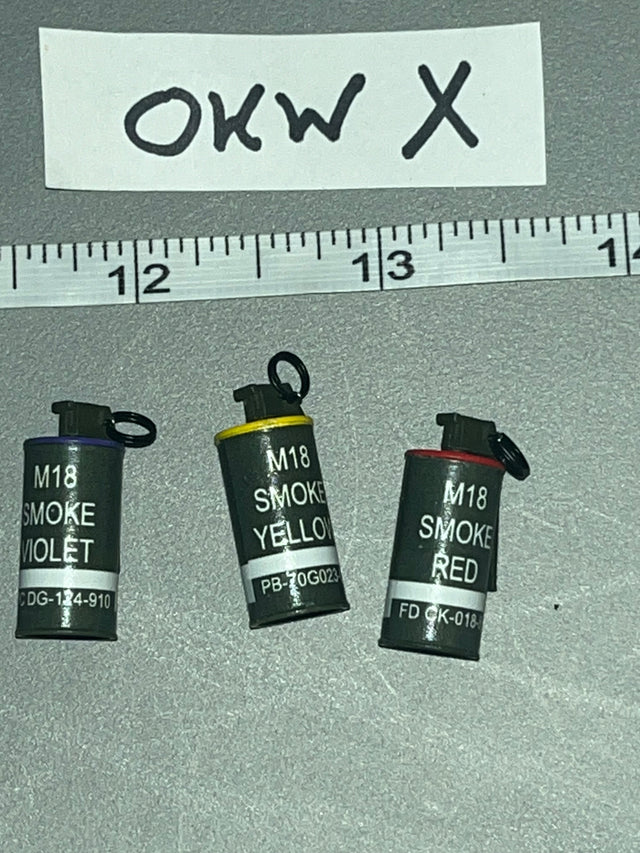 OKW X
12 13 1
M18
SMOKE
VIOLET
C DG-124-910
M18
SMOKE
YELLOW
PB-70G023-
M18
SMOKE
RED
FD CK-018-